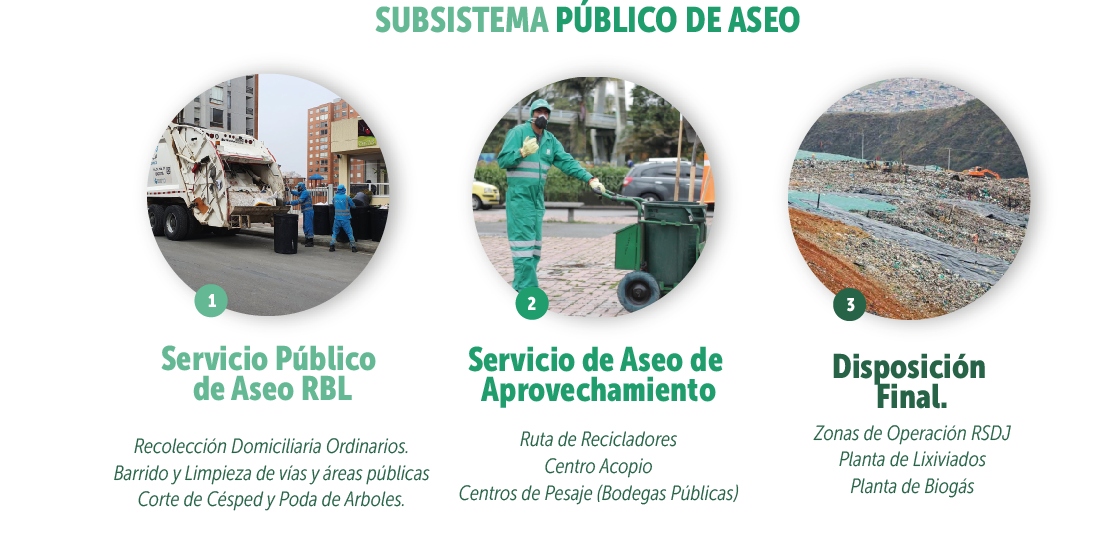 SUBSISTEMA PÚBLICO DE ASEO
1
Servicio Público
de Aseo RBL
Recolección Domiciliaria Ordinarios.
Barrido y Limpieza de vías y áreas públicas
Corte de Césped y Poda de Arboles.
2
Servicio de Aseo de
Aprovechamiento
Ruta de Recicladores
Centro Acopio
Centros de Pesaje (Bodegas Públicas)
3
Disposición
Final.
Zonas de Operación RSDJ
Planta de Lixiviados
Planta de Biogás